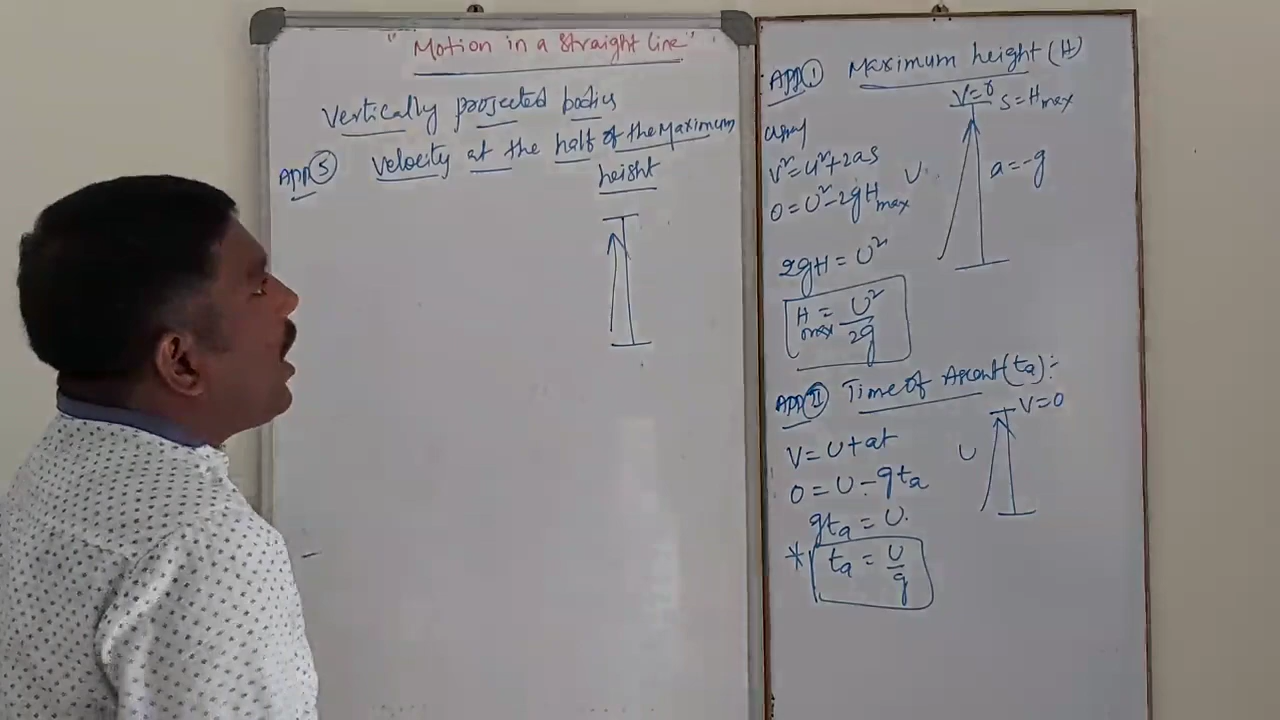 "Motion in a straight line"
Vertically projected bodies
APP ⑤ Velocity at the half of the Maximum
height
APP ① Maximum height (H)
V=0 S=Hmax
V²=U²+2as
U
a=-g
0=U²-2gHmax
2gH=U²
Hmax = U²/2g
APP Ⅱ Time of Ascent (ta):-
V=0
V=U+at
U
0=U-gta
gta=U.
* ta = U/g